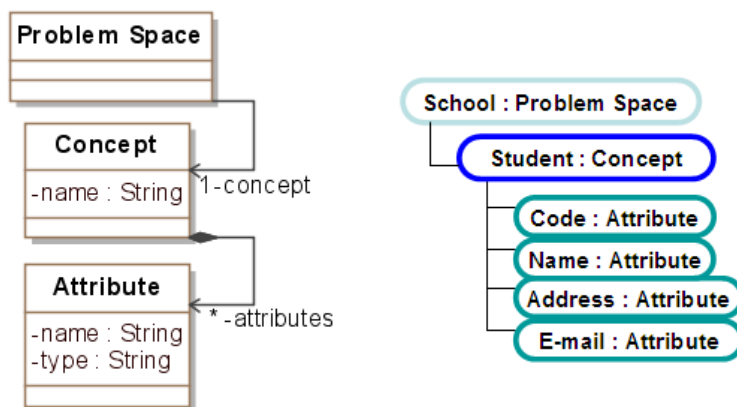 Problem Space
Concept
-name : String
1-concept
Attribute
-name : String
-type : String
* -attributes
School : Problem Space
Student : Concept
Code : Attribute
Name : Attribute
Address : Attribute
E-mail : Attribute